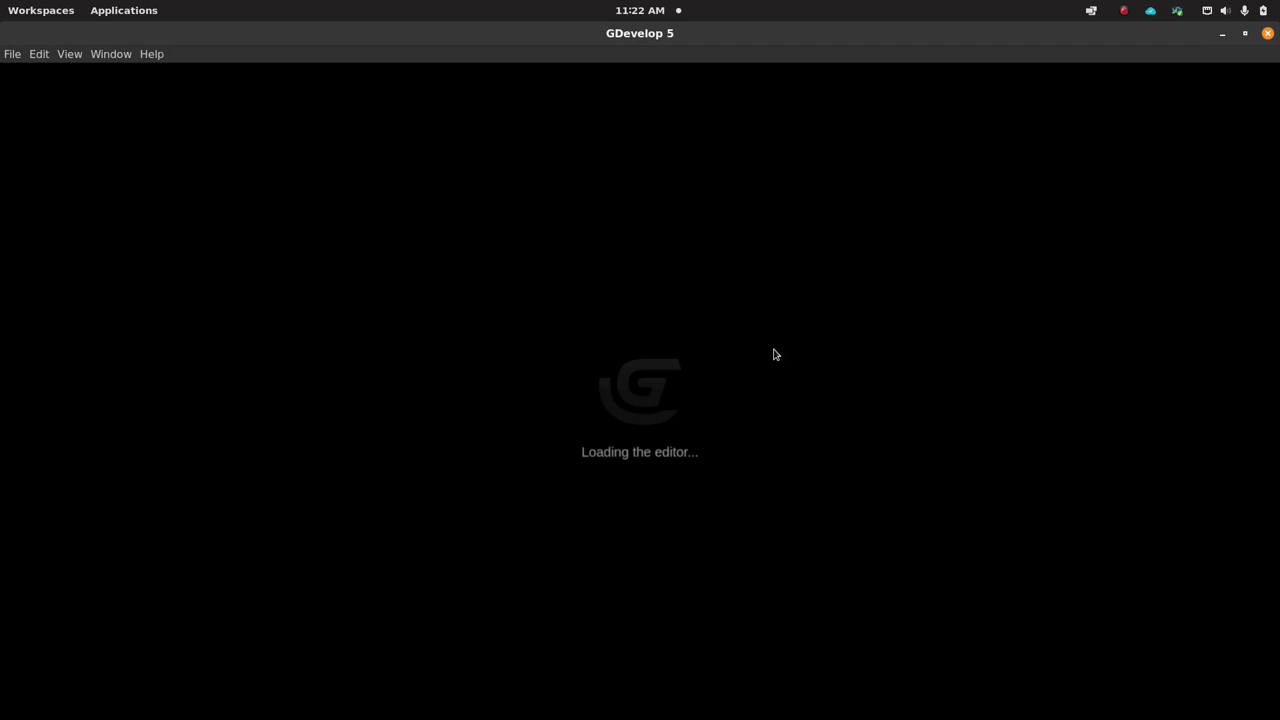 Workspaces Applications 11:22 AM
GDevelop 5
File Edit View Window Help
Loading the editor...